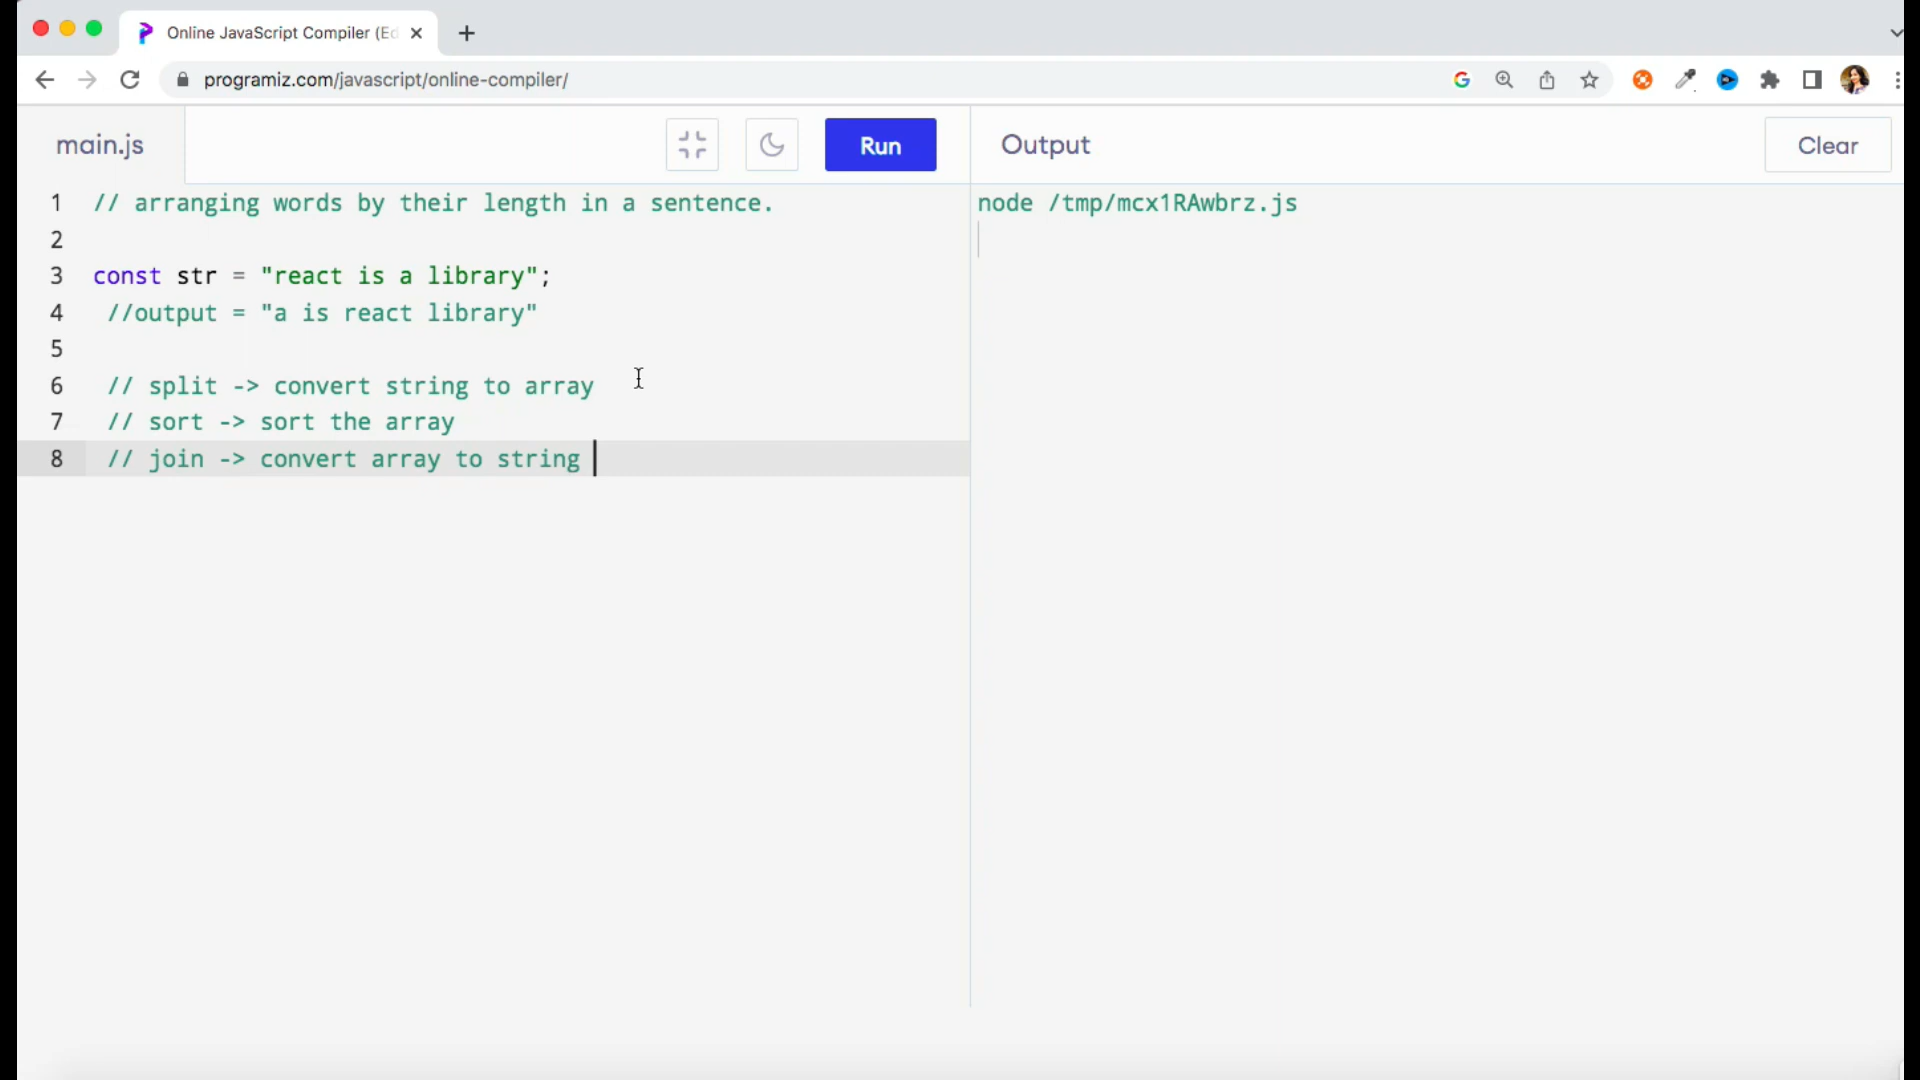 Online JavaScript Compiler (Ed
programiz.com/javascript/online-compiler/
main.js
Run
Output
Clear
1 // arranging words by their length in a sentence.
2
3 const str = "react is a library";
4 //output = "a is react library"
5
6 // split -> convert string to array
7 // sort -> sort the array
8 // join -> convert array to string
node /tmp/mcx1RAwbrz.js